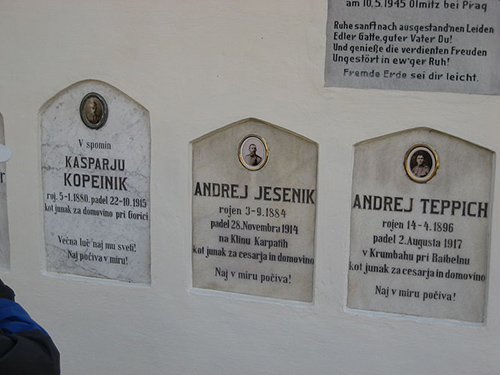 am 10.5.1945 Olmitz bei Prag
Ruhe sanft nach ausgestand'nen Leiden
Edler Gatte, guter Vater Du!
Und genieße die verdienten Freuden
Ungestört in ew'ger Ruh!
Fremde Erde sei dir leicht.
V spomin
KASPARJU
KOPEINIK
roj. 5-1.1880. padel 22-10.1915
kot junak za domovino pri Gorici
Večna luč naj mu sveti!
Naj počiva v miru!
ANDREJ JESENIK
rojen 3-9.1884
padel 28. Novembra 1914
na Klinu Karpatih
kot junak za cesarja in domovino
Naj v miru počiva!
ANDREJ TEPPICH
rojen 14-4.1896
padel 2. Augusta 1917
v Krumbahu pri Raibelnu
kot junak za cesarja in domovino
Naj v miru počiva!